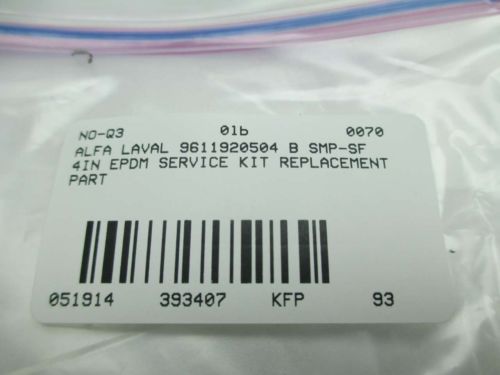 NO-Q3 01b 0070
ALFA LAVAL 9611920504 B SMP-SF
4IN EPDM SERVICE KIT REPLACEMENT
PART
051914 393407 KFP 93